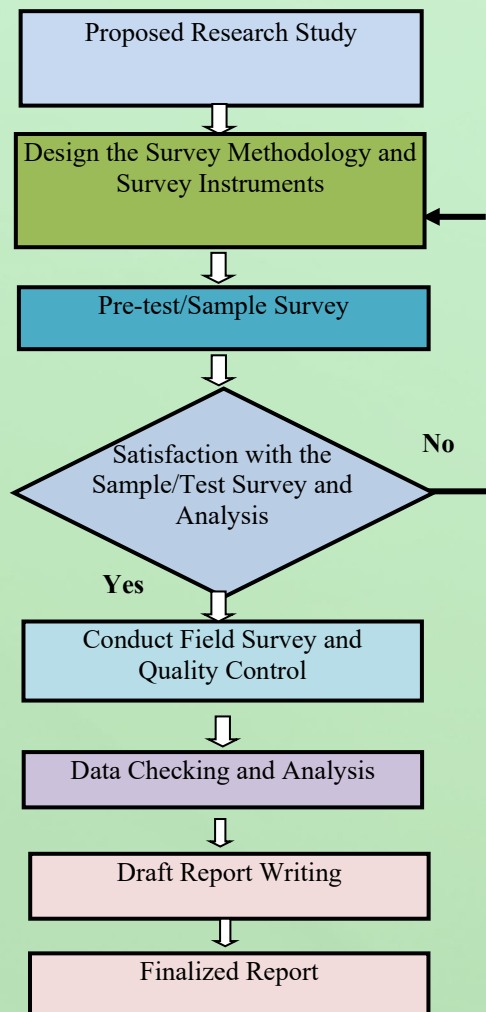 Proposed Research Study
Design the Survey Methodology and
Survey Instruments
Pre-test/Sample Survey
Satisfaction with the
Sample/Test Survey and
Analysis
No
Yes
Conduct Field Survey and
Quality Control
Data Checking and Analysis
Draft Report Writing
Finalized Report